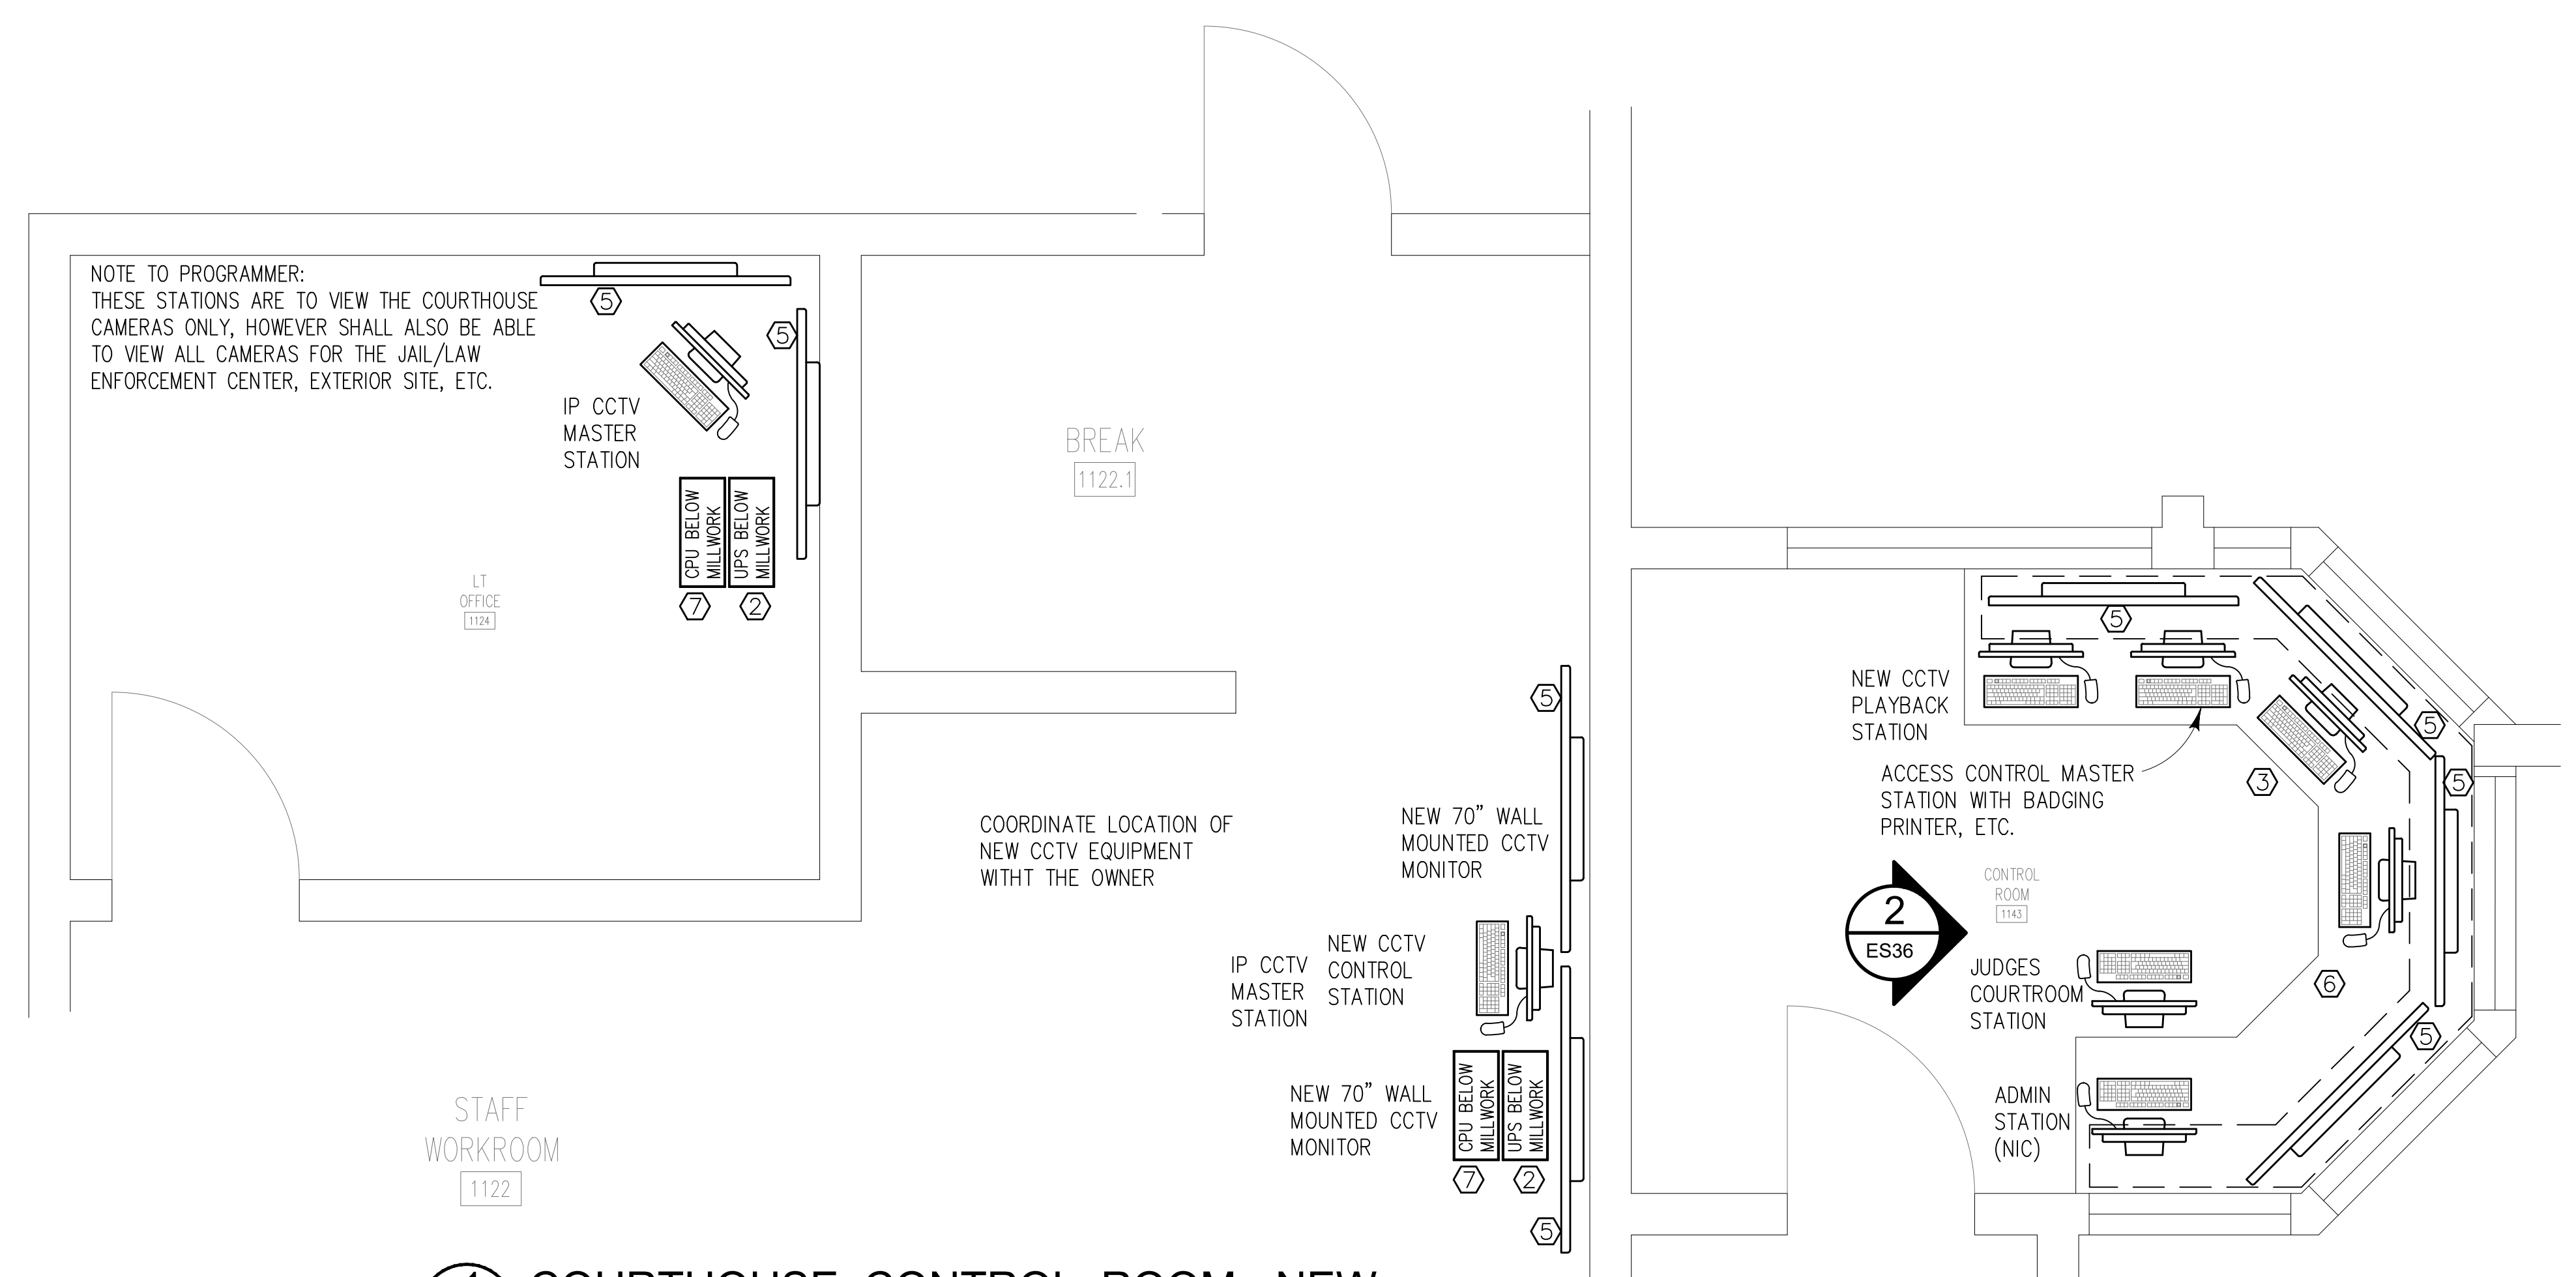 NOTE TO PROGRAMMER:
THESE STATIONS ARE TO VIEW THE COURTHOUSE
CAMERAS ONLY, HOWEVER SHALL ALSO BE ABLE
TO VIEW ALL CAMERAS FOR THE JAIL/LAW
ENFORCEMENT CENTER, EXTERIOR SITE, ETC.
5
5
IP CCTV
MASTER
STATION
CPU BELOW
MILLWORK
UPS BELOW
MILLWORK
7
2
LT
OFFICE
1124
BREAK
1122.1
COORDINATE LOCATION OF
NEW CCTV EQUIPMENT
WITHT THE OWNER
5
NEW 70" WALL
MOUNTED CCTV
MONITOR
IP CCTV
MASTER
STATION
NEW CCTV
CONTROL
STATION
NEW 70" WALL
MOUNTED CCTV
MONITOR
CPU BELOW
MILLWORK
UPS BELOW
MILLWORK
7
2
5
STAFF
WORKROOM
1122
5
NEW CCTV
PLAYBACK
STATION
5
5
3
ACCESS CONTROL MASTER
STATION WITH BADGING
PRINTER, ETC.
CONTROL
ROOM
1143
2
ES36
JUDGES
COURTROOM
STATION
6
5
ADMIN
STATION
(NIC)
COURTHOUSE CONTROL ROOM NEW